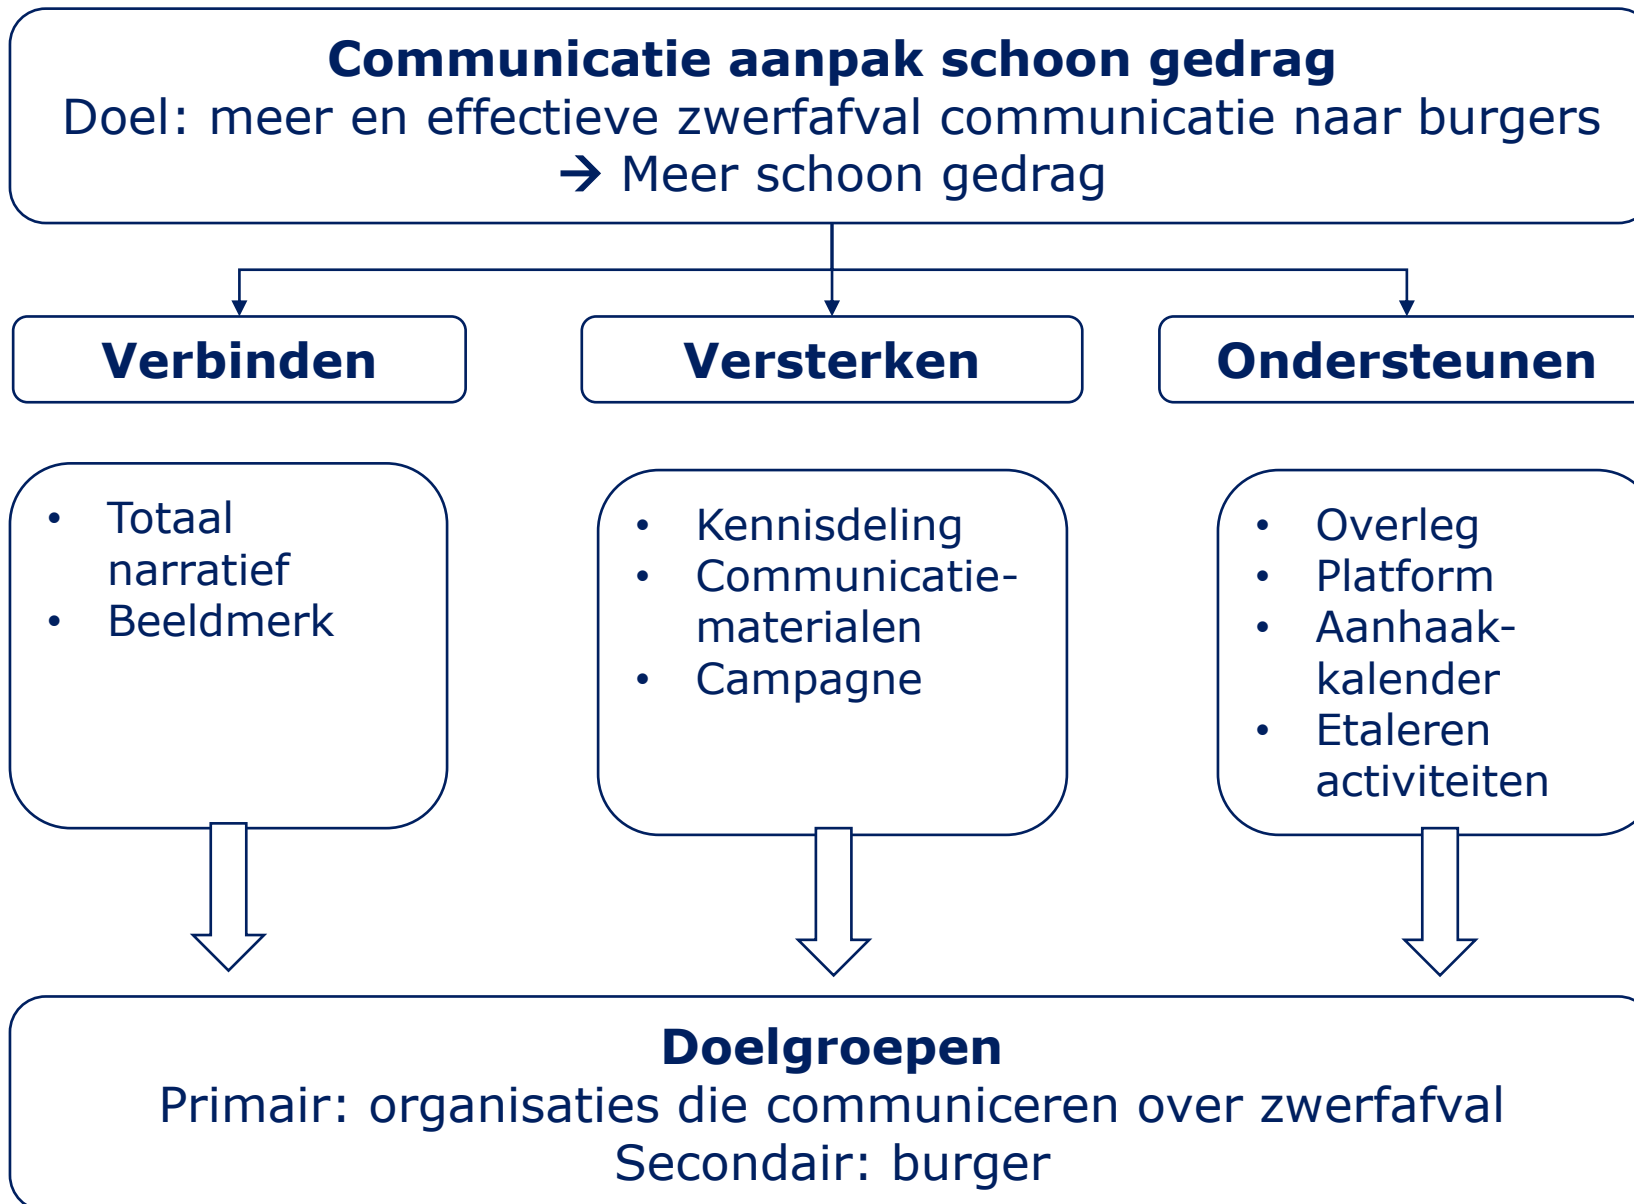 Communicatie aanpak schoon gedrag
Doel: meer en effectieve zwerfafval communicatie naar burgers
→ Meer schoon gedrag
Verbinden
Versterken
Ondersteunen
• Totaal
narratief
• Beeldmerk
• Kennisdeling
• Communicatie-
materialen
• Campagne
• Overleg
• Platform
• Aanhaak-
kalender
• Etaleren
activiteiten
Doelgroepen
Primair: organisaties die communiceren over zwerfafval
Secondair: burger